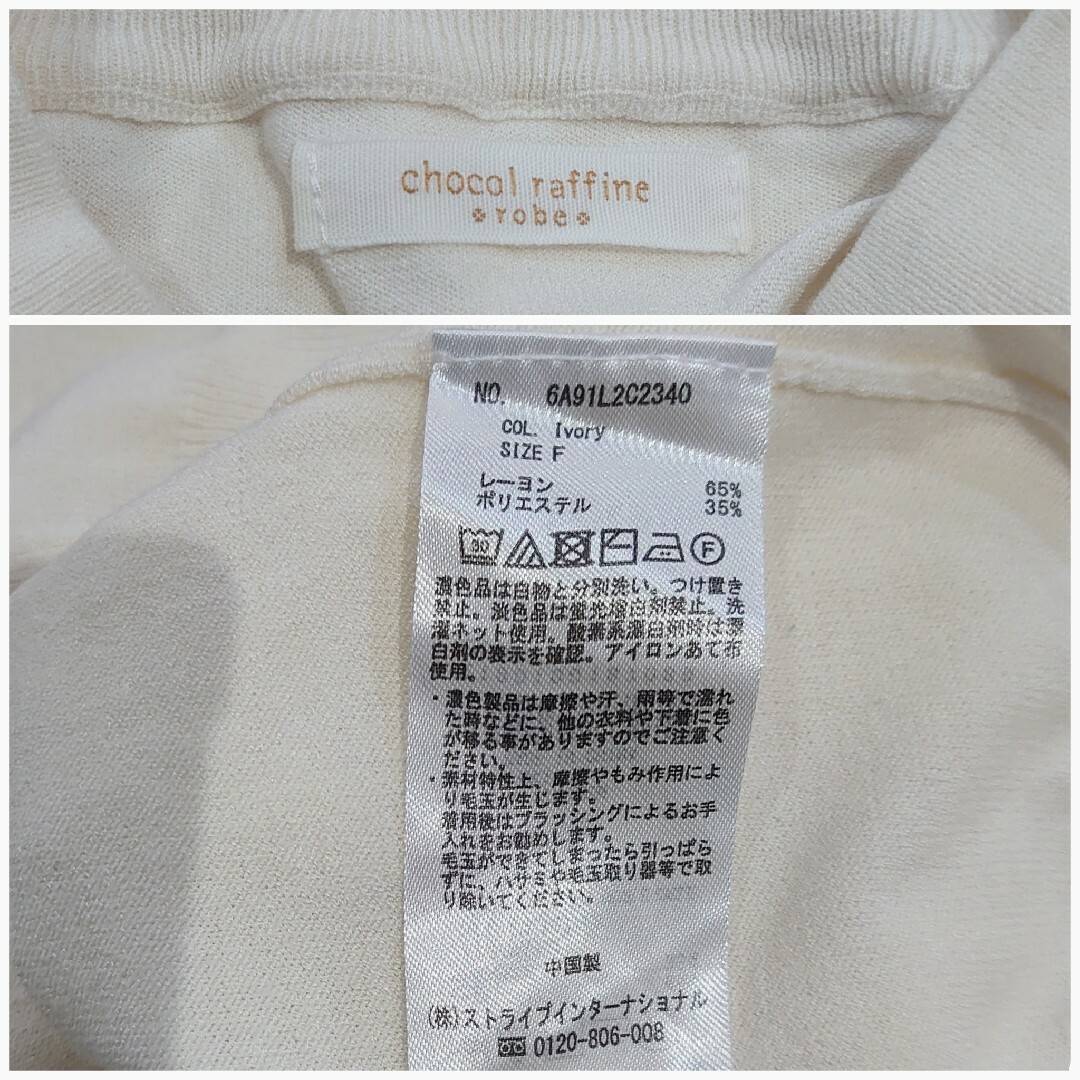 chocol raffine
robe
NO. 6A91L2C2340
COL. Ivory
SIZE F
レーヨン 65%
ポリエステル 35%
30 F
濃色品は白物と分別洗い。つけ置き
禁止。淡色品は蛍光増白剤禁止。洗
濯ネット使用。酸素系漂白剤時は漂
白剤の表示を確認。アイロンあて布
使用。
・濃色製品は摩擦や汗、雨等で濡れ
た時などに、他の衣料や下着に色
が移る事がありますのでご注意く
ださい。
・素材特性上、摩擦やもみ作用によ
り毛玉が生じます。
着用後はブラッシングによるお手
入れをお勧めします。
毛玉ができてしまったら引っぱら
ずに、ハサミや毛玉取り器等で取
り除いてください。
中国製
(株)ストライプインターナショナル
0120-806-008